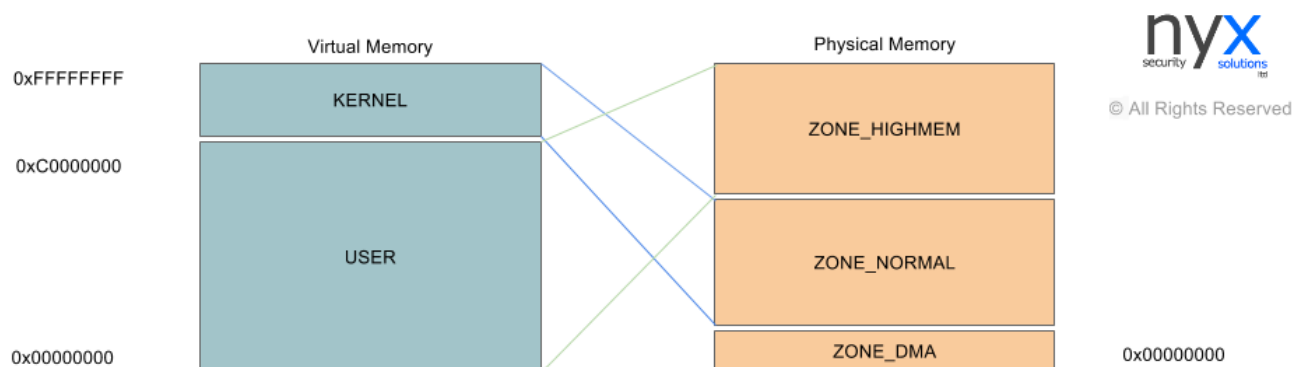 Virtual Memory
Physical Memory
nyx
security solutions
ltd
© All Rights Reserved
0xFFFFFFFF
KERNEL
ZONE_HIGHMEM
0xC0000000
USER
ZONE_NORMAL
0x00000000
ZONE_DMA
0x00000000